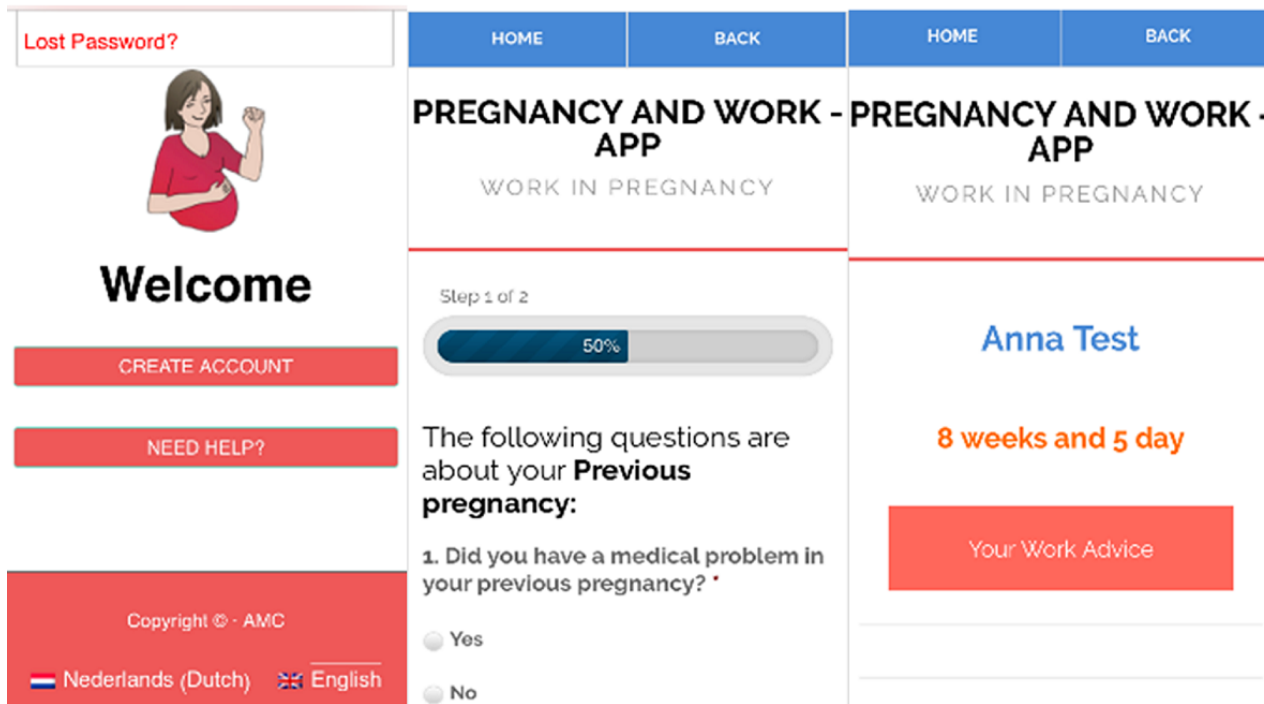 Lost Password?
Welcome
CREATE ACCOUNT
NEED HELP?
Copyright © - AMC
Nederlands (Dutch) English
HOME BACK
PREGNANCY AND WORK -
APP
WORK IN PREGNANCY
Step 1 of 2
50%
The following questions are
about your Previous
pregnancy:
1. Did you have a medical problem in
your previous pregnancy? *
Yes
No
HOME BACK
PREGNANCY AND WORK -
APP
WORK IN PREGNANCY
Anna Test
8 weeks and 5 day
Your Work Advice